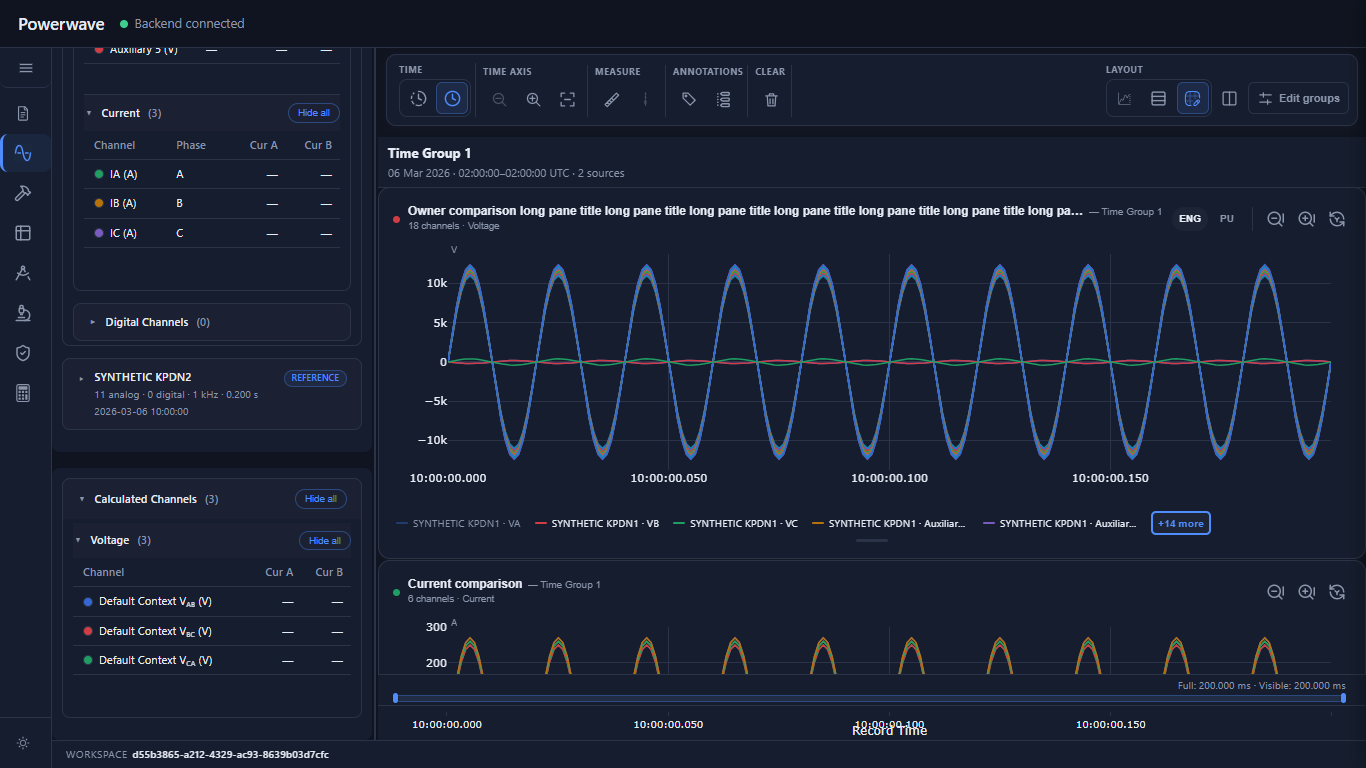 Powerwave
Backend connected
Auxiliary 5 (V) — — —
Current (3) Hide all
Channel Phase Cur A Cur B
IA (A) A — —
IB (A) B — —
IC (A) C — —
Digital Channels (0)
SYNTHETIC KPDN2 REFERENCE
11 analog · 0 digital · 1 kHz · 0.200 s
2026-03-06 10:00:00
Calculated Channels (3) Hide all
Voltage (3) Hide all
Channel Cur A Cur B
Default Context VAB (V) — —
Default Context VBC (V) — —
Default Context VCA (V) — —
TIME TIME AXIS MEASURE ANNOTATIONS CLEAR LAYOUT
Edit groups
Time Group 1
06 Mar 2026 · 02:00:00–02:00:00 UTC · 2 sources
Owner comparison long pane title long pane title long pane title long pane title long pane title long pane title long pa... — Time Group 1 ENG PU
18 channels · Voltage
V
10k
5k
0
−5k
−10k
10:00:00.000 10:00:00.050 10:00:00.100 10:00:00.150
SYNTHETIC KPDN1 · VA SYNTHETIC KPDN1 · VB SYNTHETIC KPDN1 · VC SYNTHETIC KPDN1 · Auxiliar... SYNTHETIC KPDN1 · Auxiliar... +14 more
Current comparison — Time Group 1
6 channels · Current
A
300
200
Full: 200.000 ms · Visible: 200.000 ms
10:00:00.000 10:00:00.050 10:00:00.100 10:00:00.150
Record Time
WORKSPACE d55b3865-a212-4329-ac93-8639b03d7cfc